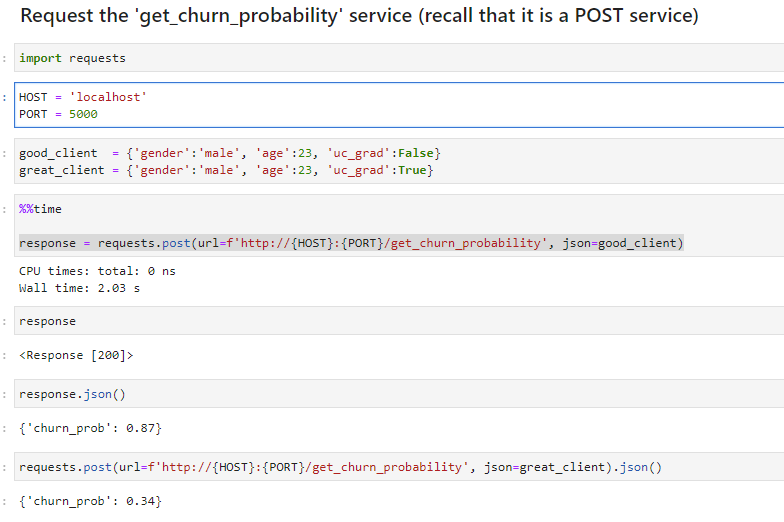 Request the 'get_churn_probability' service (recall that it is a POST service)
: import requests
: HOST = 'localhost'
PORT = 5000
: good_client  = {'gender':'male', 'age':23, 'uc_grad':False}
great_client = {'gender':'male', 'age':23, 'uc_grad':True}
: %%time
response = requests.post(url=f'http://{HOST}:{PORT}/get_churn_probability', json=good_client)
CPU times: total: 0 ns
Wall time: 2.03 s
: response
: <Response [200]>
: response.json()
: {'churn_prob': 0.87}
: requests.post(url=f'http://{HOST}:{PORT}/get_churn_probability', json=great_client).json()
: {'churn_prob': 0.34}